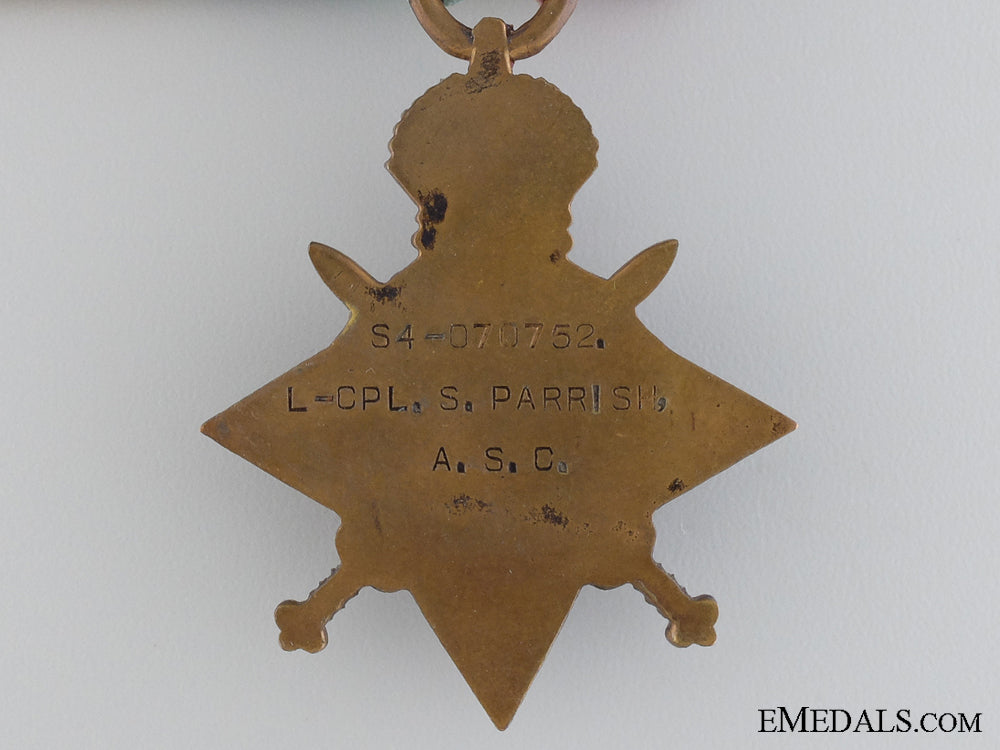 S4-070752.
L-CPL. S. PARRISH,
A. S. C.
EMEDALS.COM